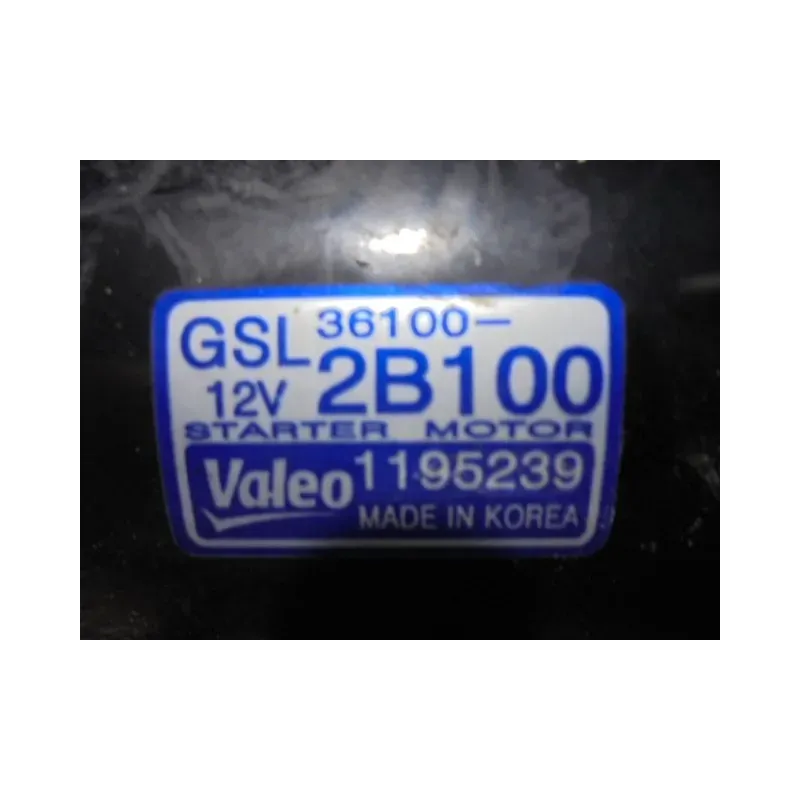 GSL 36100-
12V 2B100
STARTER MOTOR
Valeo 1195239
MADE IN KOREA